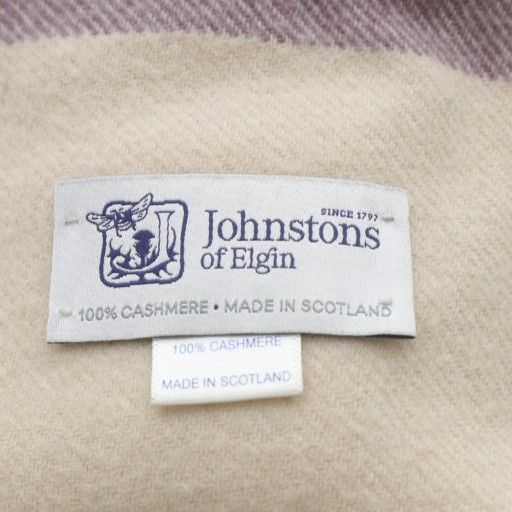 SINCE 1797
Johnstons
of Elgin
100% CASHMERE • MADE IN SCOTLAND
100% CASHMERE
MADE IN SCOTLAND